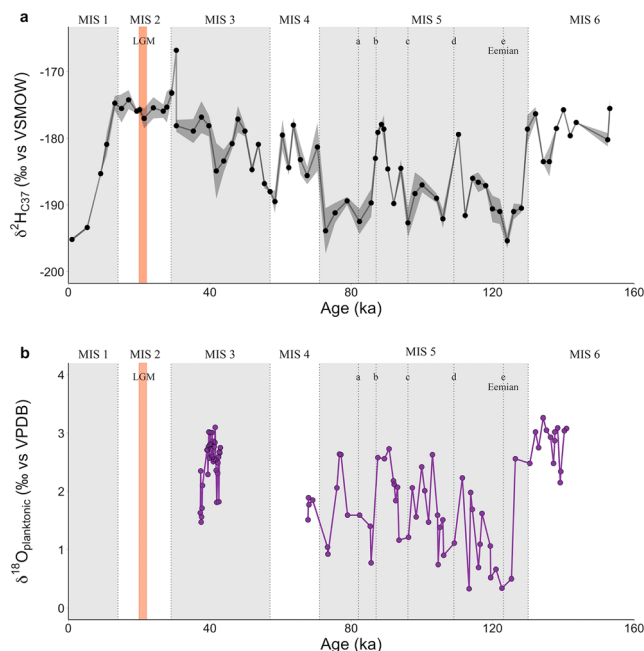 MIS 1 MIS 2 MIS 3 MIS 4 MIS 5 MIS 6
a
LGM a b c d e
Eemian
-170
-180
-190
-200
δ²H_C37 (‰ vs VSMOW)
0 40 80 120 160
Age (ka)
b
MIS 1 MIS 2 MIS 3 MIS 4 MIS 5 MIS 6
LGM a b c d e
Eemian
4
3
2
1
0
δ¹⁸O_planktonic (‰ vs VPDB)
0 40 80 120 160
Age (ka)